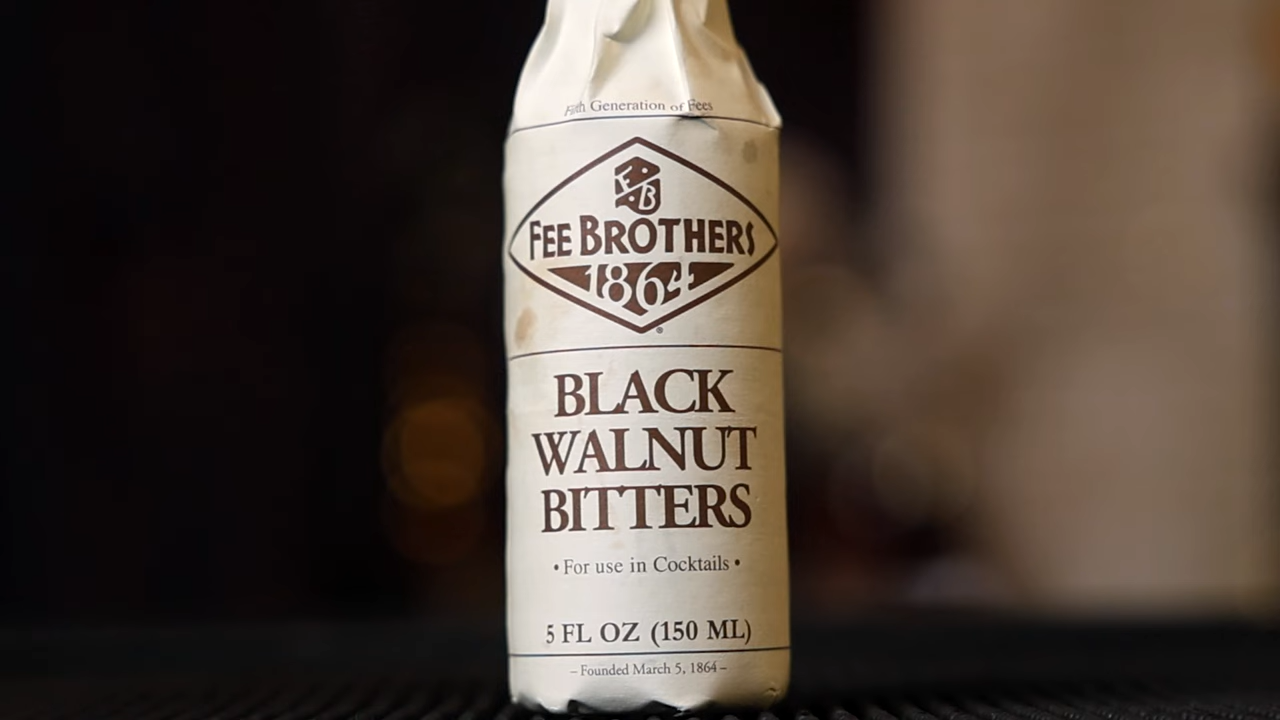 Fifth Generation of Fees
F B
FEE BROTHERS
1864
®
BLACK
WALNUT
BITTERS
• For use in Cocktails •
5 FL OZ (150 ML)
– Founded March 5, 1864 –